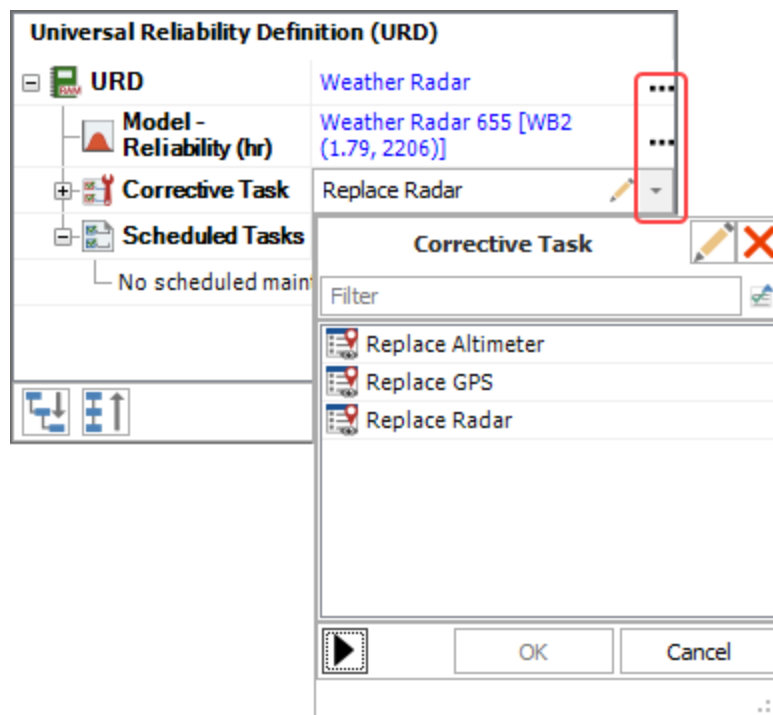 Universal Reliability Definition (URD)
URD
Weather Radar
...
Model -
Reliability (hr)
Weather Radar 655 [WB2
(1.79, 2206)]
...
Corrective Task
Replace Radar
Scheduled Tasks
No scheduled main
Corrective Task
Filter
Replace Altimeter
Replace GPS
Replace Radar
OK
Cancel